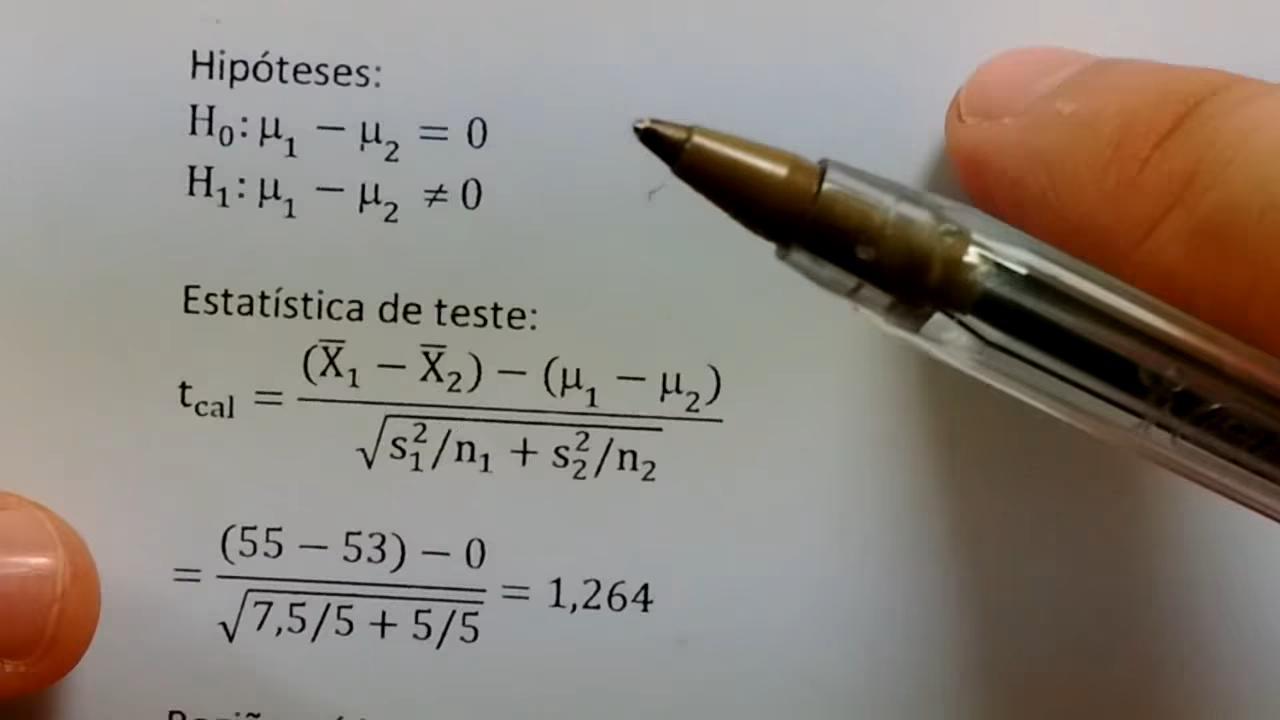 Hipóteses:
H₀: μ₁ − μ₂ = 0
H₁: μ₁ − μ₂ ≠ 0
Estatística de teste:
t_cal = ((X̅₁ − X̅₂) − (μ₁ − μ₂)) / √(s₁²/n₁ + s₂²/n₂)
= ((55 − 53) − 0) / √(7,5/5 + 5/5) = 1,264